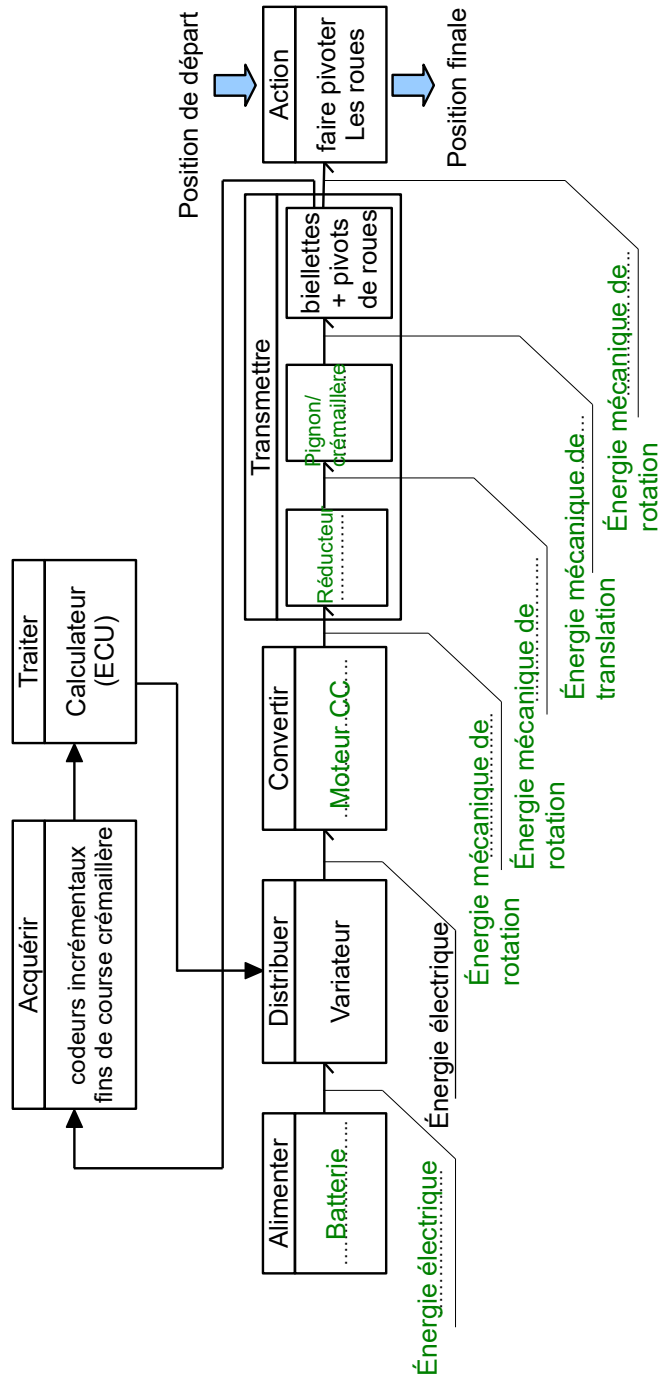 Acquérir
codeurs incrémentaux
fins de course crémaillère
Traiter
Calculateur
(ECU)
Alimenter
Batterie
Distribuer
Variateur
Convertir
Moteur CC
Transmettre
Réducteur
Pignon/
crémaillère
biellettes
+ pivots
de roues
Position de départ
Action
faire pivoter
Les roues
Position finale
Énergie électrique
Énergie électrique
Énergie mécanique de
rotation
Énergie mécanique de
rotation
Énergie mécanique de
translation
Énergie mécanique de
rotation